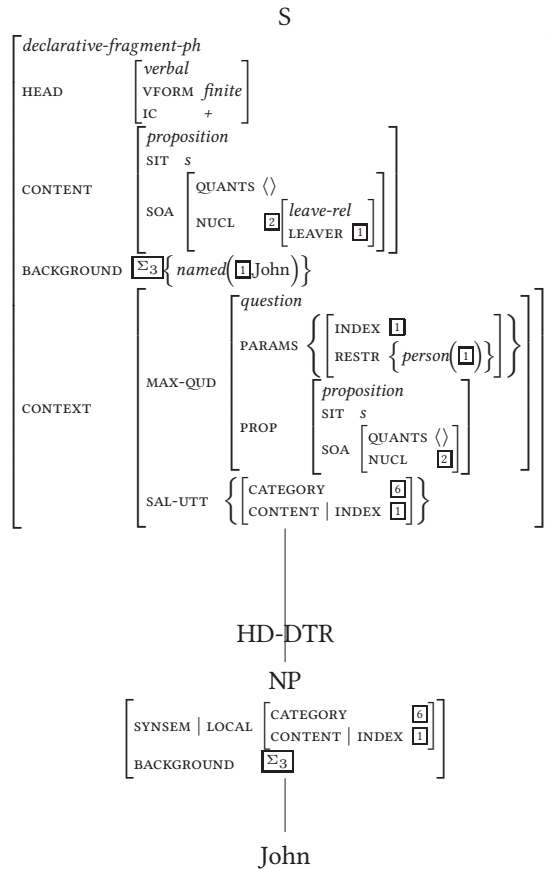 S
declarative-fragment-ph
HEAD verbal
VFORM finite
IC +
CONTENT proposition
SIT s
SOA QUANTS ⟨⟩
NUCL 2 leave-rel
LEAVER 1
BACKGROUND Σ3 { named( 1 John ) }
CONTEXT MAX-QUD question
PARAMS { INDEX 1
RESTR { person( 1 ) } }
PROP proposition
SIT s
SOA QUANTS ⟨⟩
NUCL 2
SAL-UTT { CATEGORY 6
CONTENT | INDEX 1 }
HD-DTR
NP
SYNSEM | LOCAL CATEGORY 6
CONTENT | INDEX 1
BACKGROUND Σ3
John